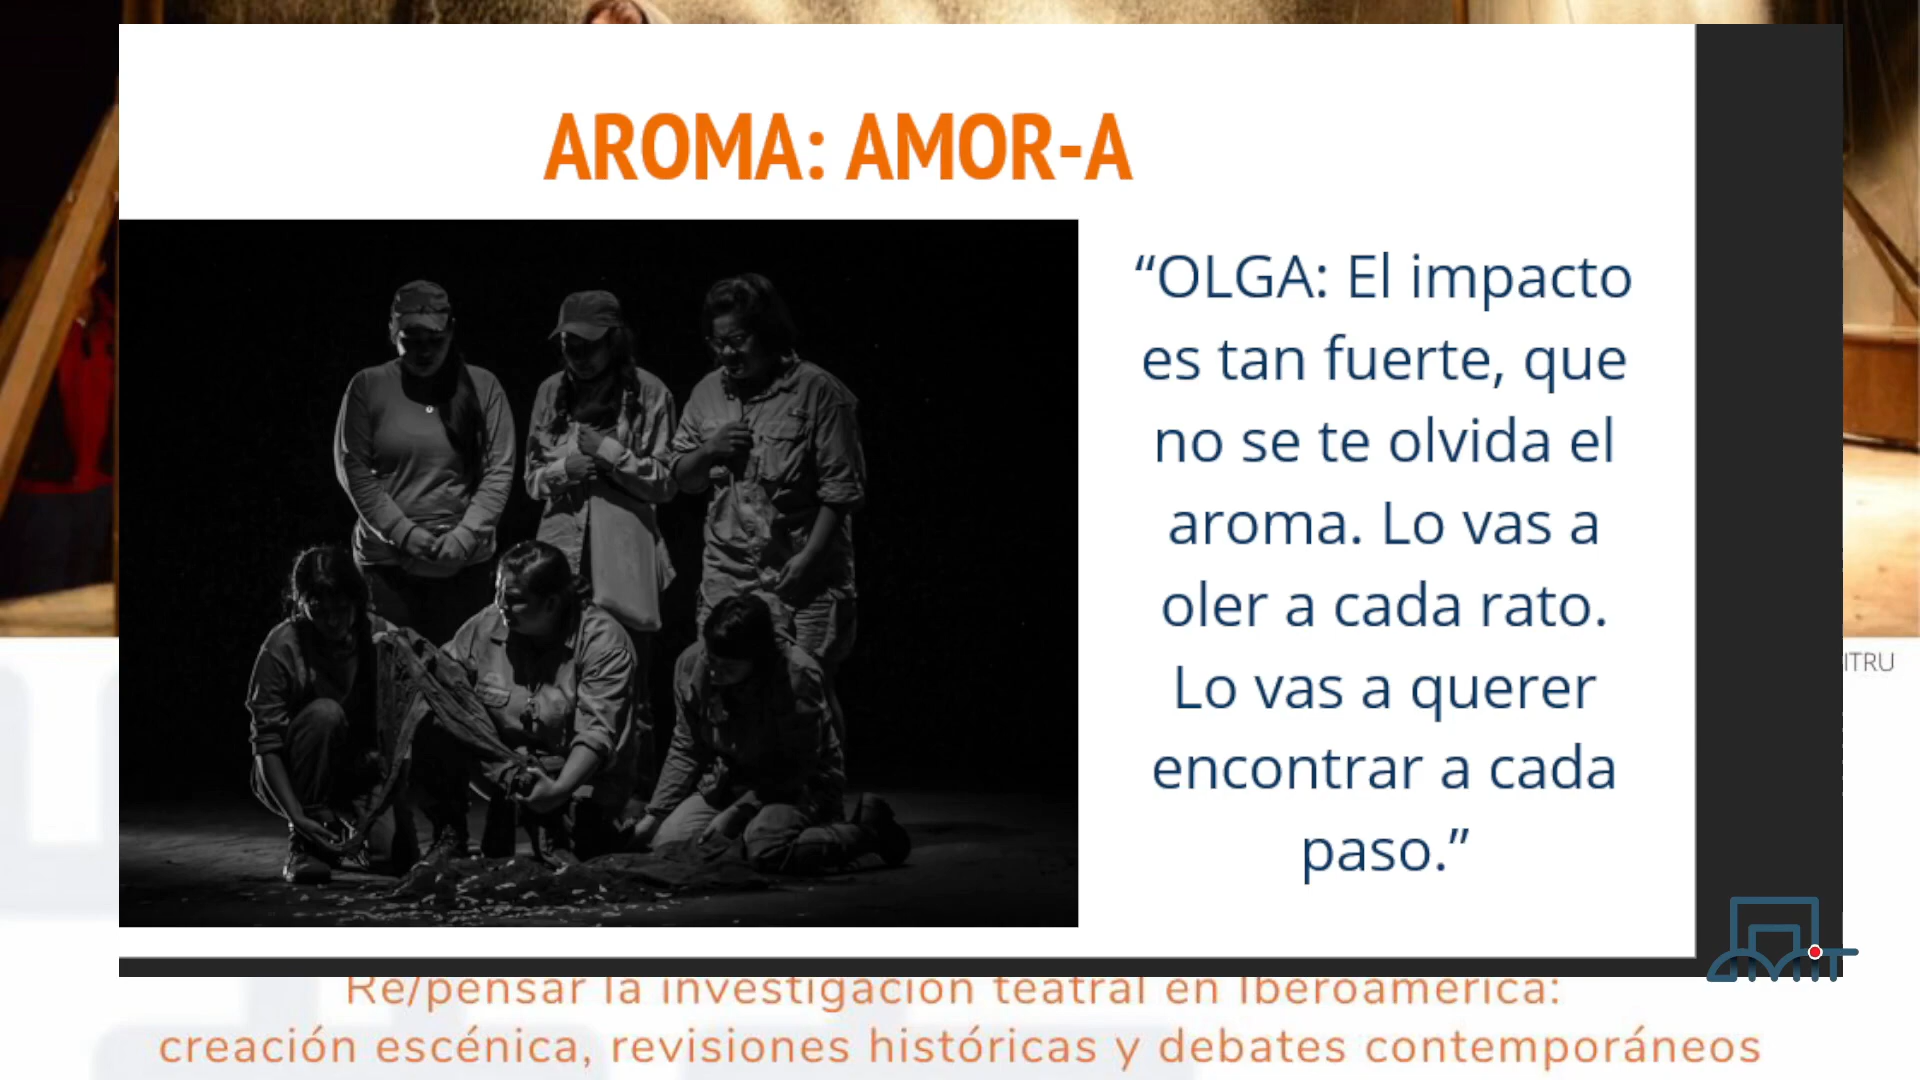 AROMA: AMOR-A
“OLGA: El impacto
es tan fuerte, que
no se te olvida el
aroma. Lo vas a
oler a cada rato.
Lo vas a querer
encontrar a cada
paso.”
ITRU
Re/pensar la investigación teatral en Iberoamérica:
creación escénica, revisiones históricas y debates contemporáneos